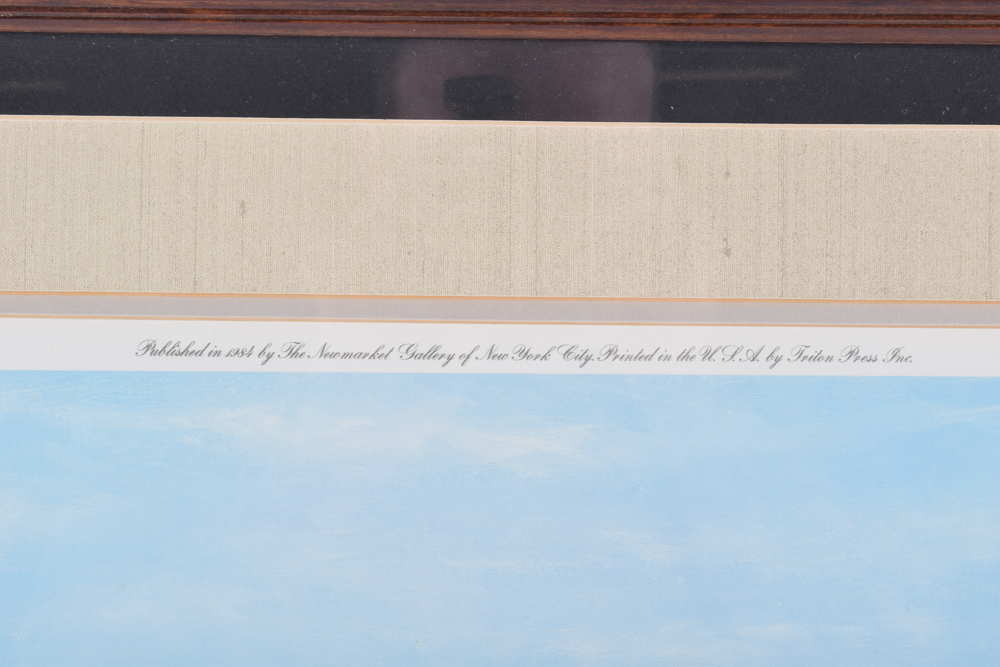 Published in 1984 by The Newmarket Gallery of New York City. Printed in the U.S.A. by Triton Press Inc.